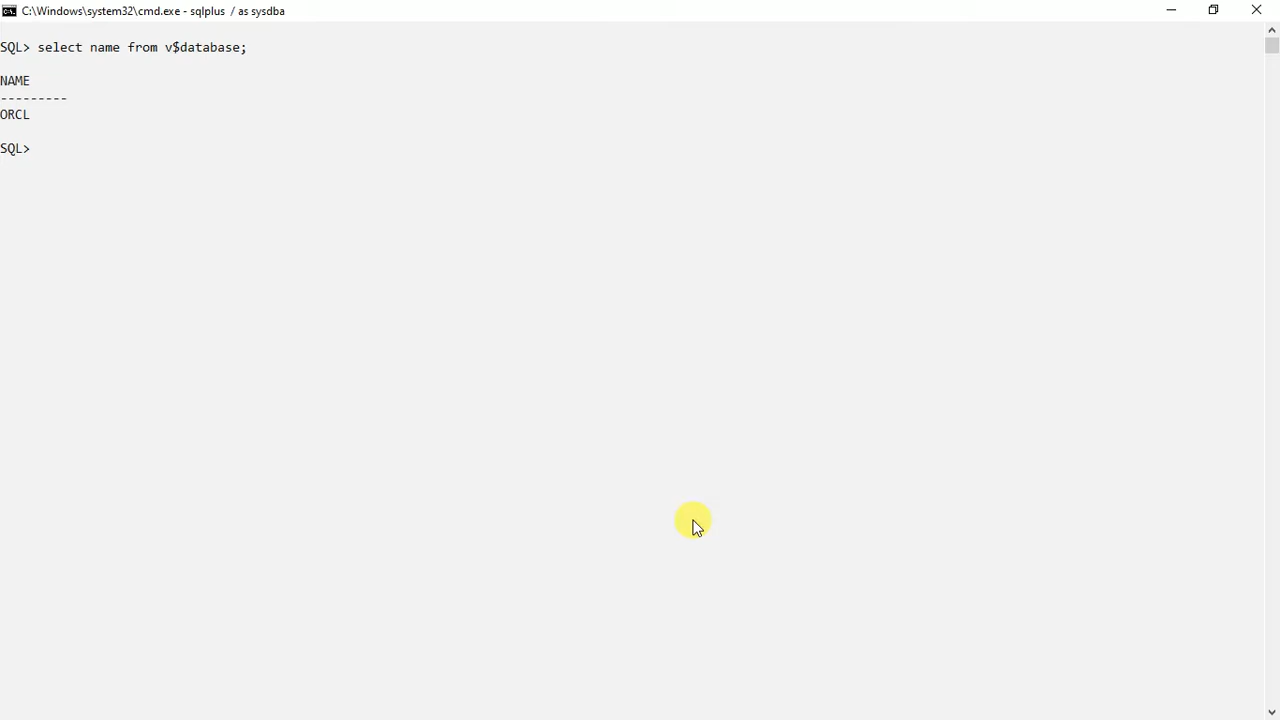 C:\Windows\system32\cmd.exe - sqlplus / as sysdba
SQL> select name from v$database;
NAME
---------
ORCL
SQL>